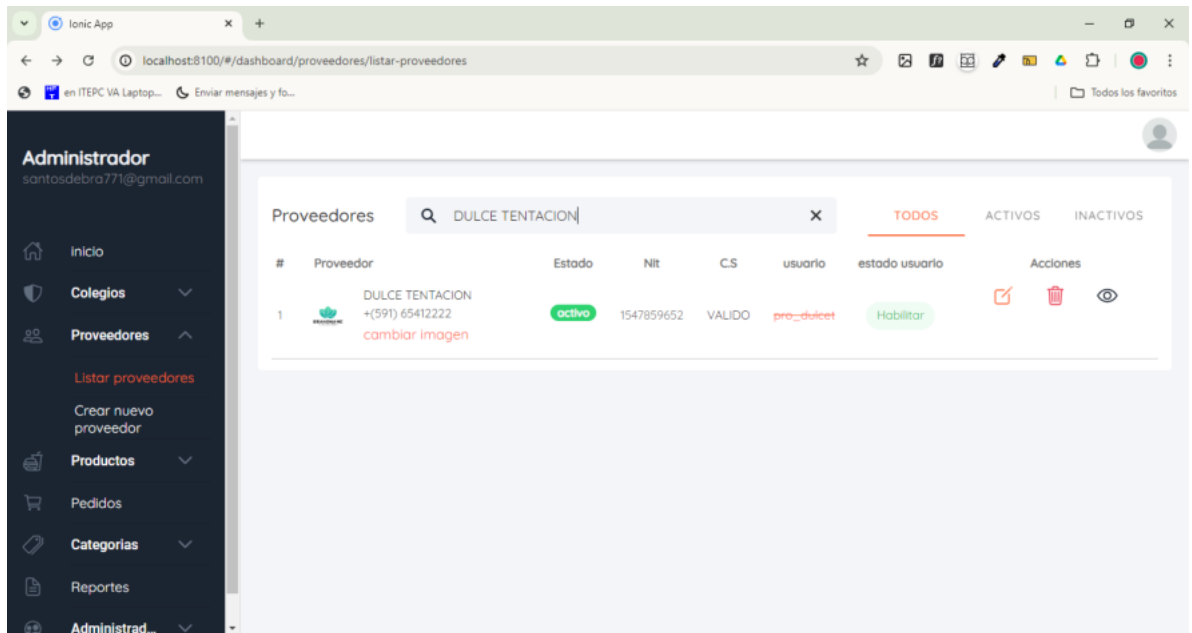 Ionic App
localhost:8100/#/dashboard/proveedores/listar-proveedores
en ITEPC VA Laptop... Enviar mensajes y fo... Todos los favoritos
Administrador
santosdebra771@gmail.com
inicio
Colegios
Proveedores
Listar proveedores
Crear nuevo
proveedor
Productos
Pedidos
Categorias
Reportes
Administrad...
Proveedores DULCE TENTACION TODOS ACTIVOS INACTIVOS
# Proveedor Estado Nit C.S usuario estado usuario Acciones
DULCE TENTACION
1 +(591) 65412222 activo 1547859652 VALIDO pro_dulcet Habilitar
cambiar imagen